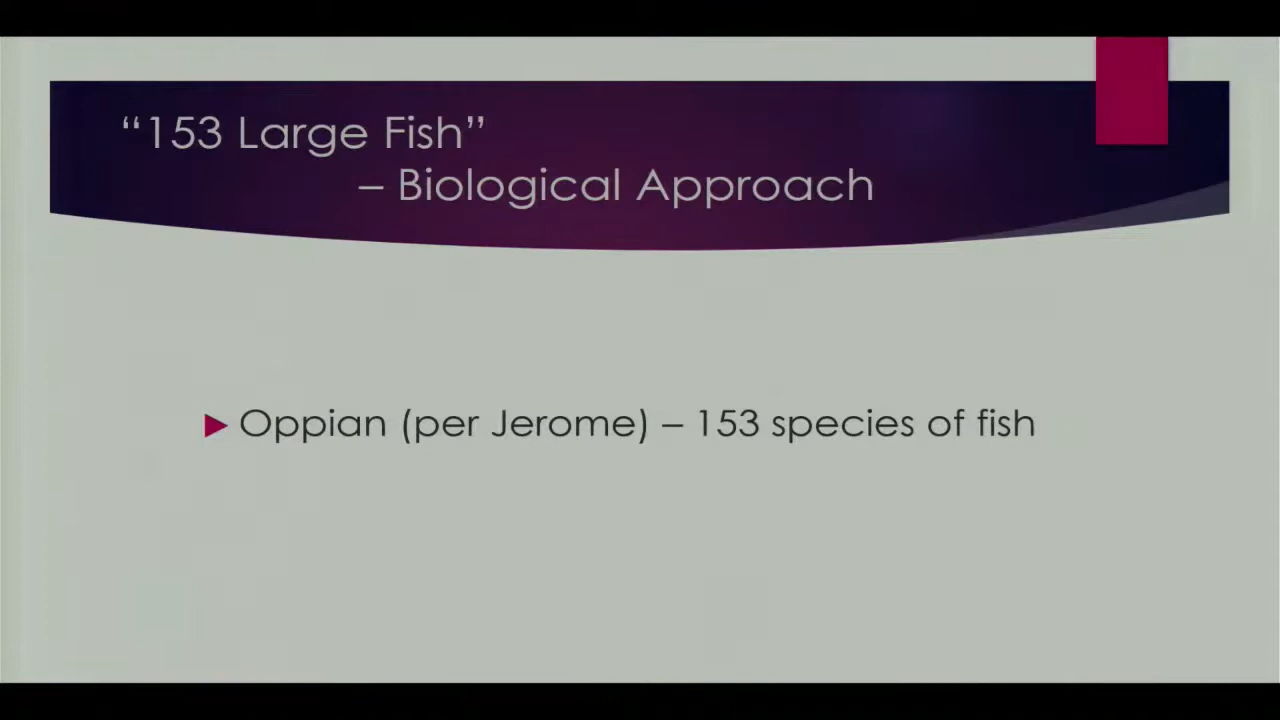 “153 Large Fish”
– Biological Approach
Oppian (per Jerome) – 153 species of fish